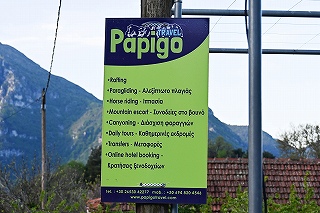 TRAVEL
Papigo
• Rafting
• Paragliding - Αλεξίπτωτο πλαγιάς
• Horse riding - Ιππασία
• Mountain escort - Συνοδείες στο βουνό
• Canyoning - Διάσχιση φαραγγιών
• Daily tours - Καθημερινές εκδρομές
• Transfers - Μεταφορές
• Online hotel booking -
Κρατήσεις ξενοδοχείων
www.papigotravel.com